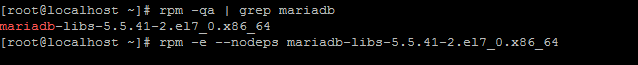 [root@localhost ~]# rpm -qa | grep mariadb
mariadb-libs-5.5.41-2.el7_0.x86_64
[root@localhost ~]# rpm -e --nodeps mariadb-libs-5.5.41-2.el7_0.x86_64